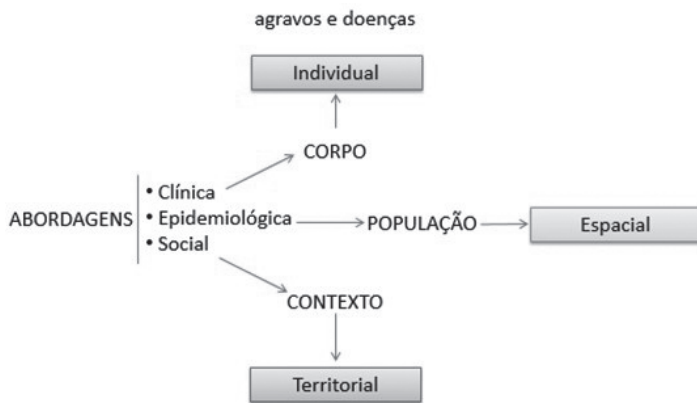 agravos e doenças
Individual
CORPO
ABORDAGENS
• Clínica
• Epidemiológica
• Social
POPULAÇÃO
Espacial
CONTEXTO
Territorial